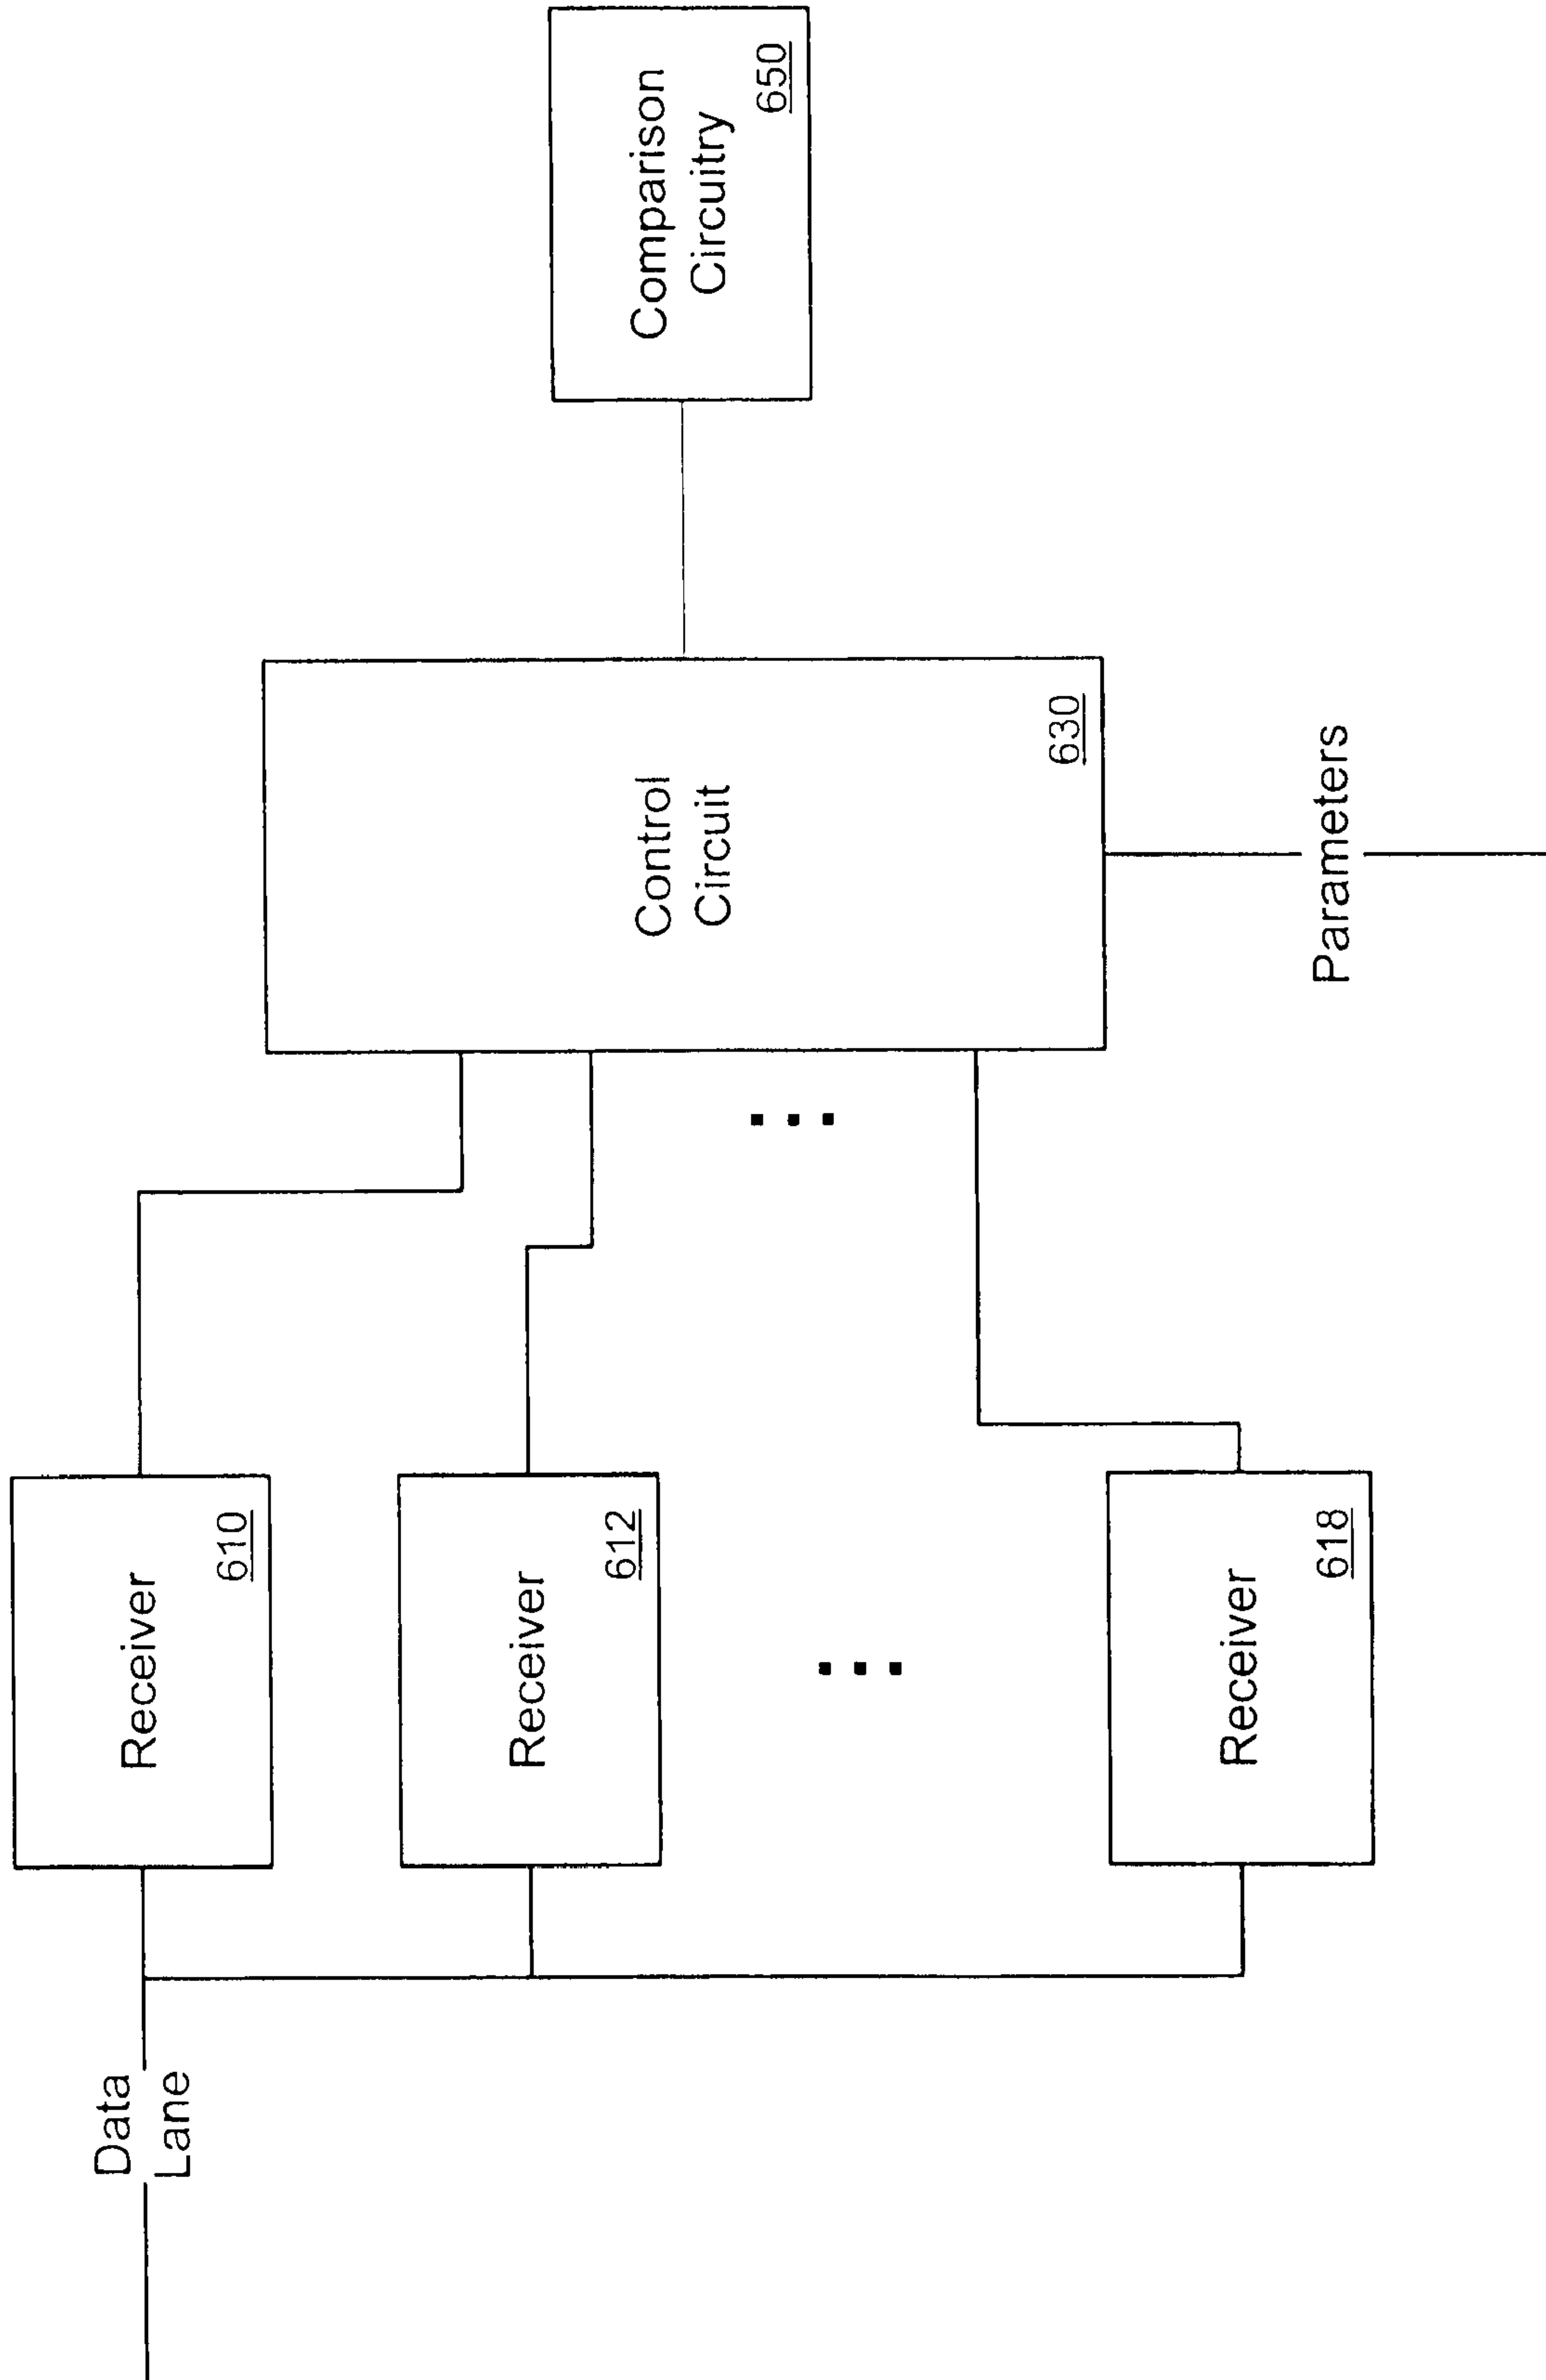 Data
Lane
Receiver
610
Receiver
612
Receiver
618
Control
Circuit
630
Parameters
Comparison
Circuitry
650